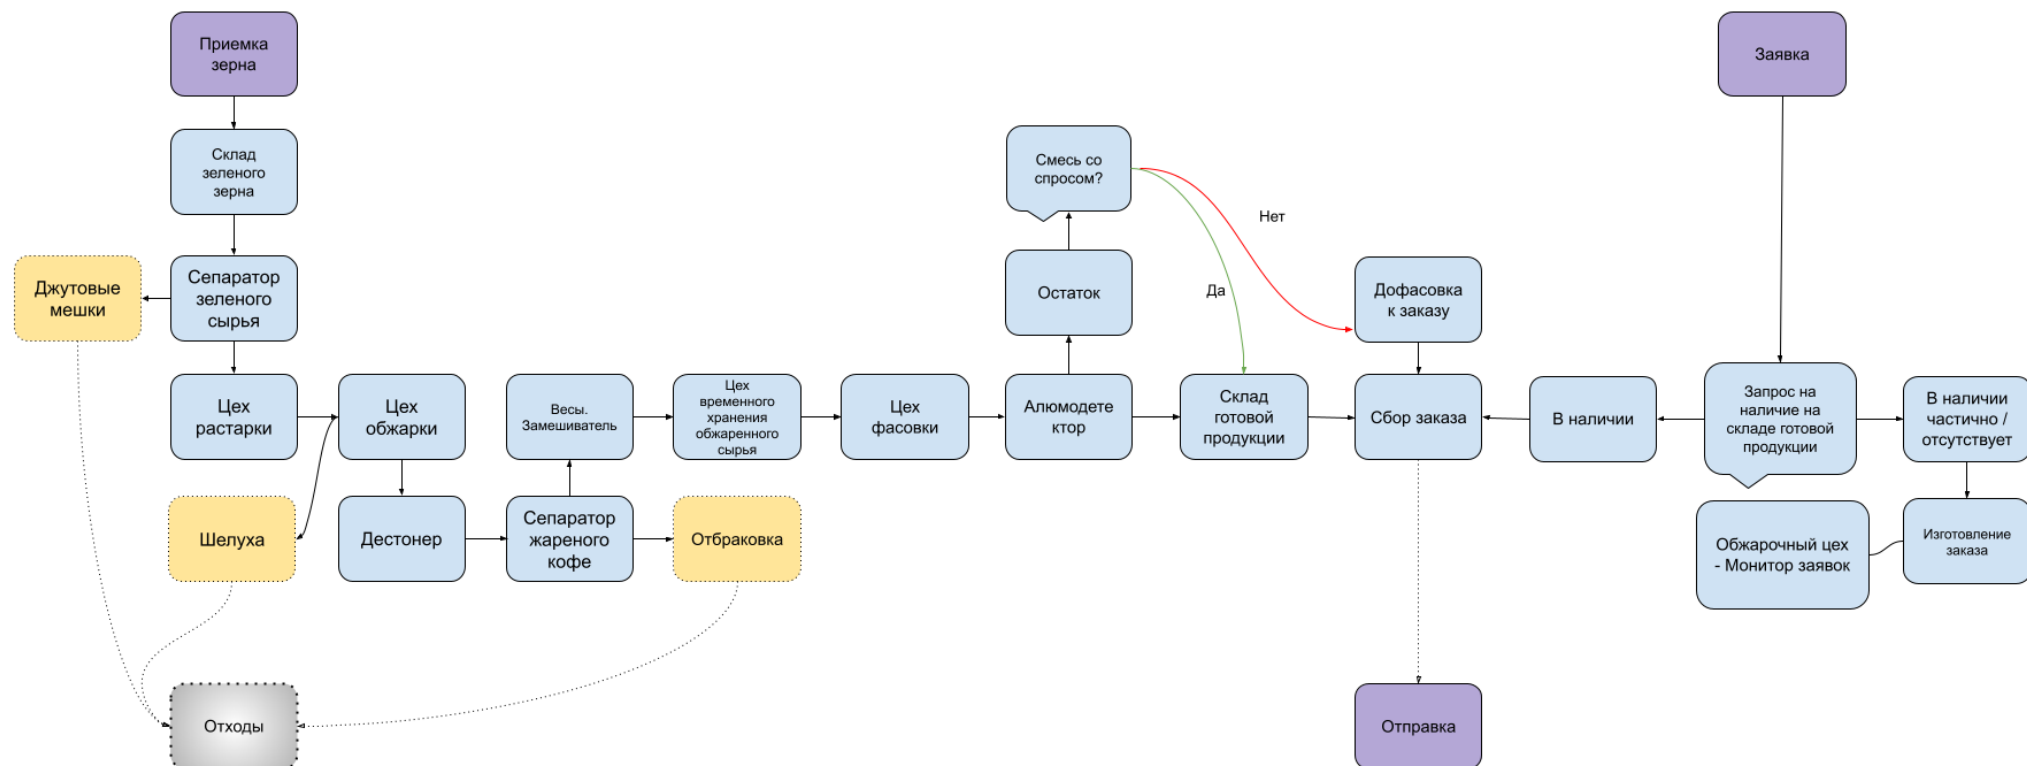 Приемка
зерна
Заявка
Склад
зеленого
зерна
Смесь со
спросом?
Нет
Джутовые
мешки
Сепаратор
зеленого
сырья
Остаток
Да
Дофасовка
к заказу
Цех
растарки
Цех
обжарки
Весы.
Замешиватель
Цех
временного
хранения
обжаренного
сырья
Цех
фасовки
Алюмодете
ктор
Склад
готовой
продукции
Сбор заказа
В наличии
Запрос на
наличие на
складе готовой
продукции
В наличии
частично /
отсутствует
Шелуха
Дестонер
Сепаратор
жареного
кофе
Отбраковка
Обжарочный цех
- Монитор заявок
Изготовление
заказа
Отходы
Отправка